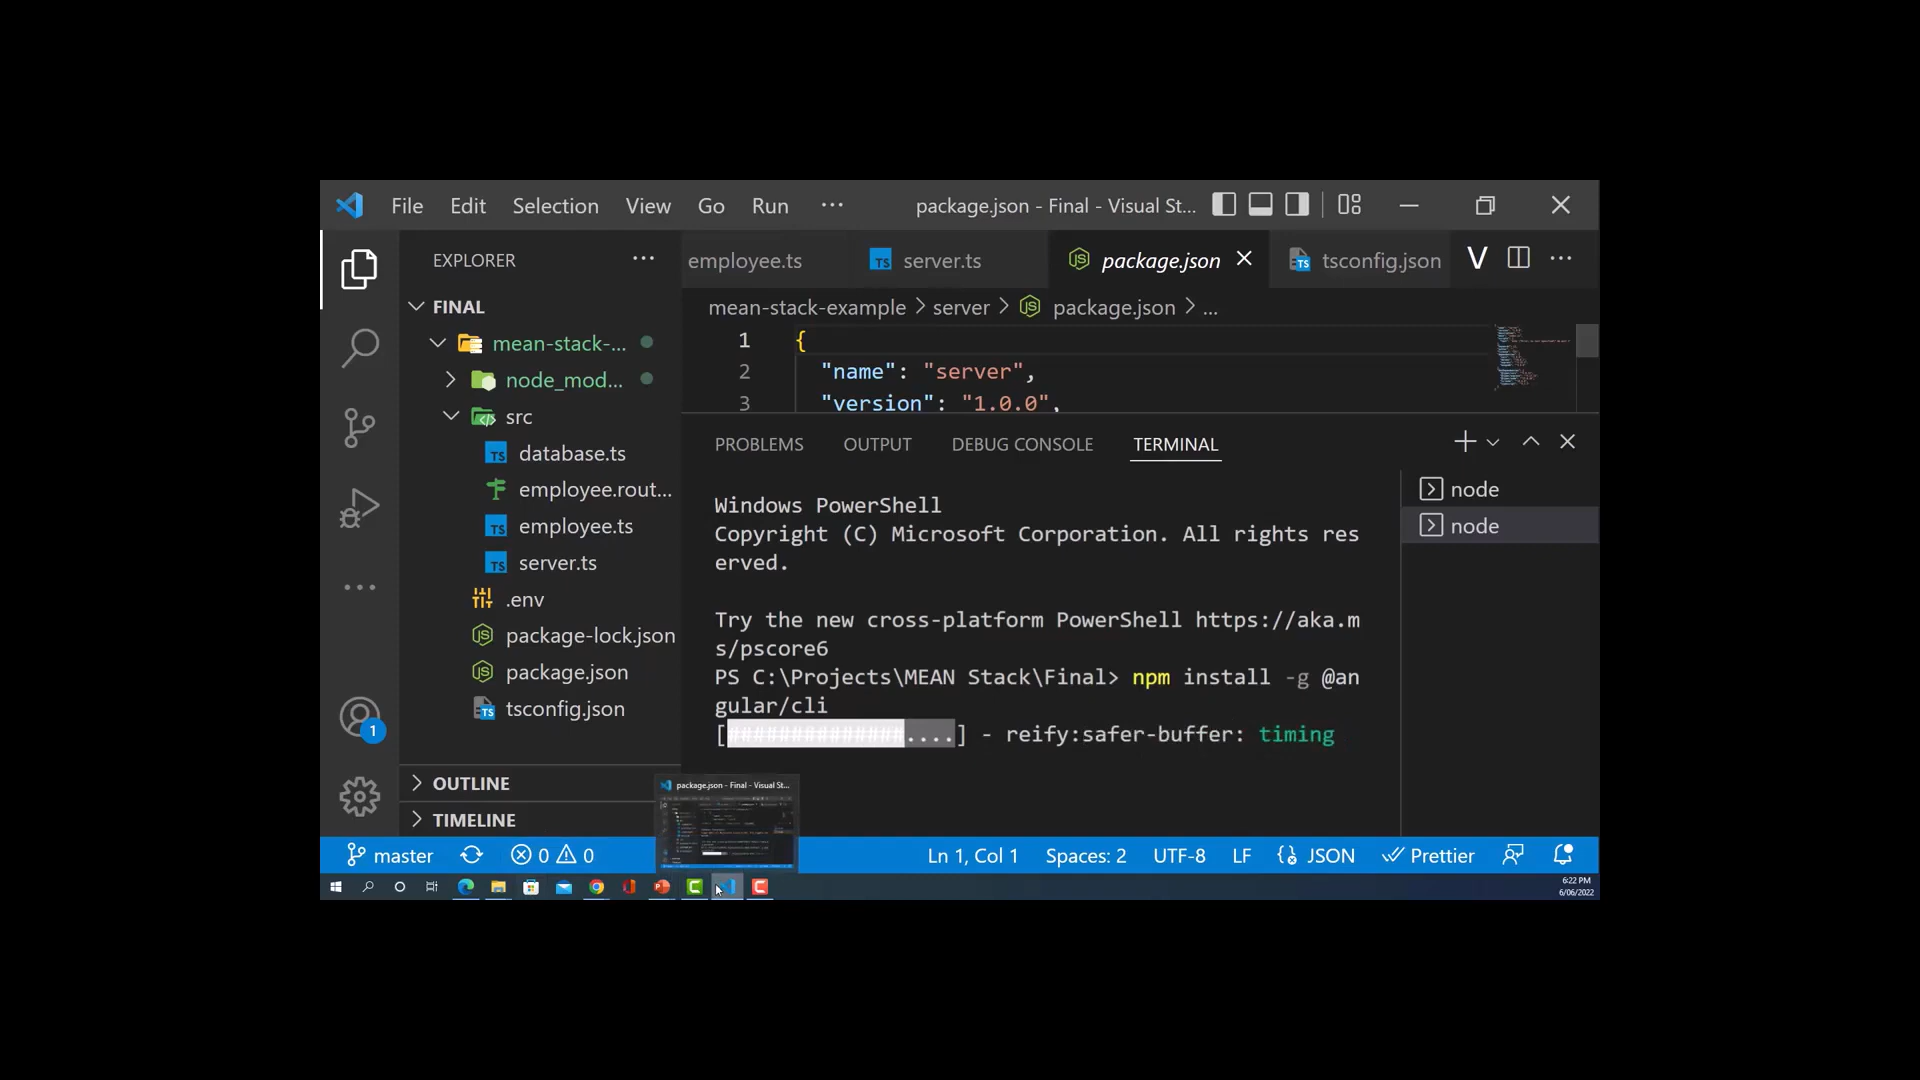 File Edit Selection View Go Run ··· package.json - Final - Visual St...
EXPLORER ···
employee.ts server.ts package.json tsconfig.json V ···
FINAL
mean-stack-example > server > package.json > ...
mean-stack-...
node_mod...
src
database.ts
employee.rout...
employee.ts
server.ts
.env
package-lock.json
package.json
tsconfig.json
OUTLINE
TIMELINE
1 {
2 "name": "server",
3 "version": "1.0.0",
PROBLEMS OUTPUT DEBUG CONSOLE TERMINAL
Windows PowerShell
Copyright (C) Microsoft Corporation. All rights res
erved.
Try the new cross-platform PowerShell https://aka.m
s/pscore6
PS C:\Projects\MEAN Stack\Final> npm install -g @an
gular/cli
[##############....] - reify:safer-buffer: timing
node
node
1
package.json - Final - Visual St...
master 0 0 Ln 1, Col 1 Spaces: 2 UTF-8 LF JSON Prettier
6:22 PM
6/06/2022